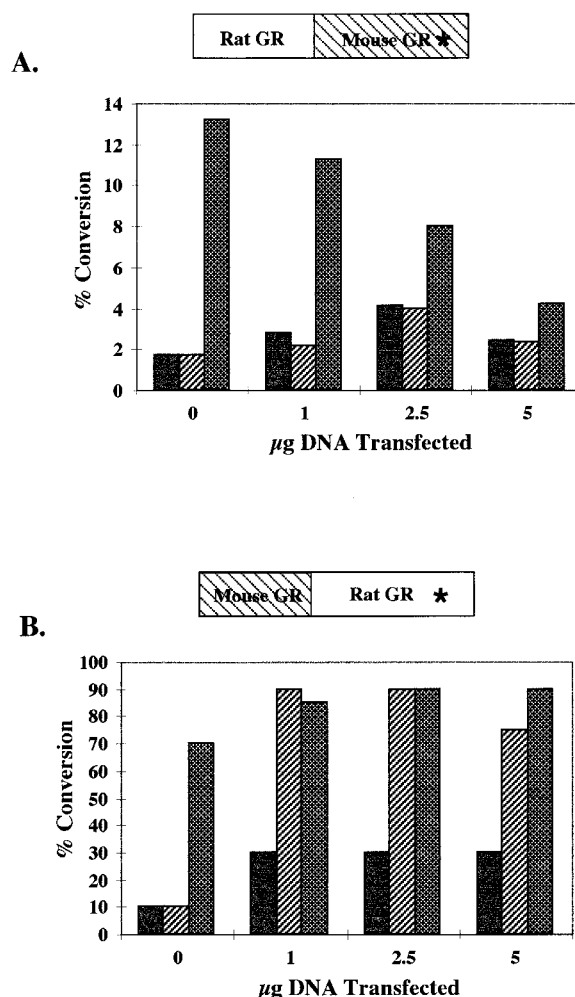 Rat GR
Mouse GR *
A.
14
12
10
8
6
4
2
0
% Conversion
0 1 2.5 5
µg DNA Transfected
Mouse GR
Rat GR *
B.
100
90
80
70
60
50
40
30
20
10
0
% Conversion
0 1 2.5 5
µg DNA Transfected